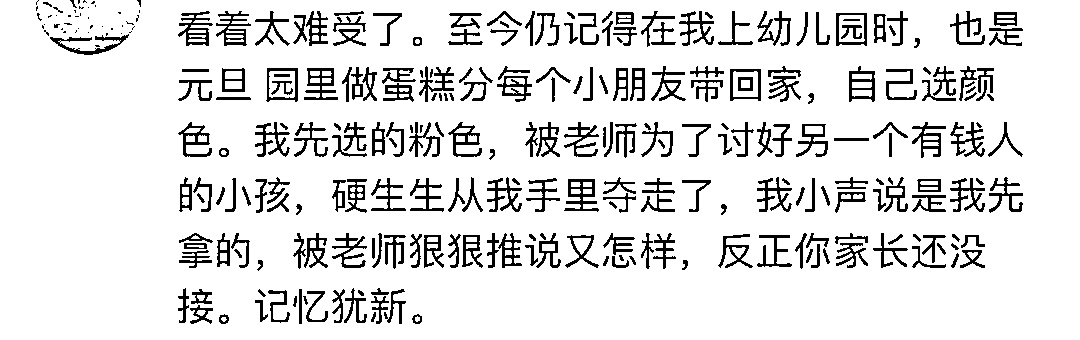 看着太难受了。至今仍记得在我上幼儿园时，也是
元旦 园里做蛋糕分每个小朋友带回家，自己选颜
色。我先选的粉色，被老师为了讨好另一个有钱人
的小孩，硬生生从我手里夺走了，我小声说是我先
拿的，被老师狠狠推说又怎样，反正你家长还没
接。记忆犹新。